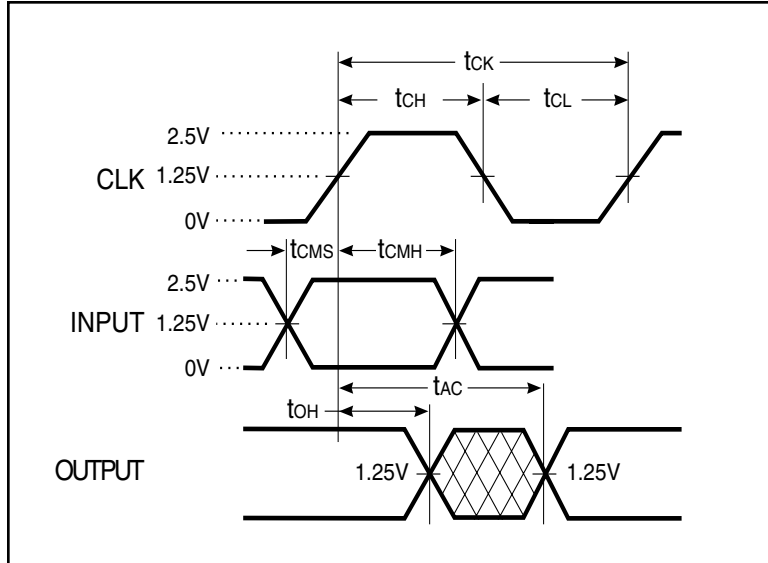 tCK
tCH tCL
2.5V
CLK 1.25V
0V
tCMS tCMH
2.5V
INPUT 1.25V
0V
tAC
tOH
OUTPUT 1.25V 1.25V